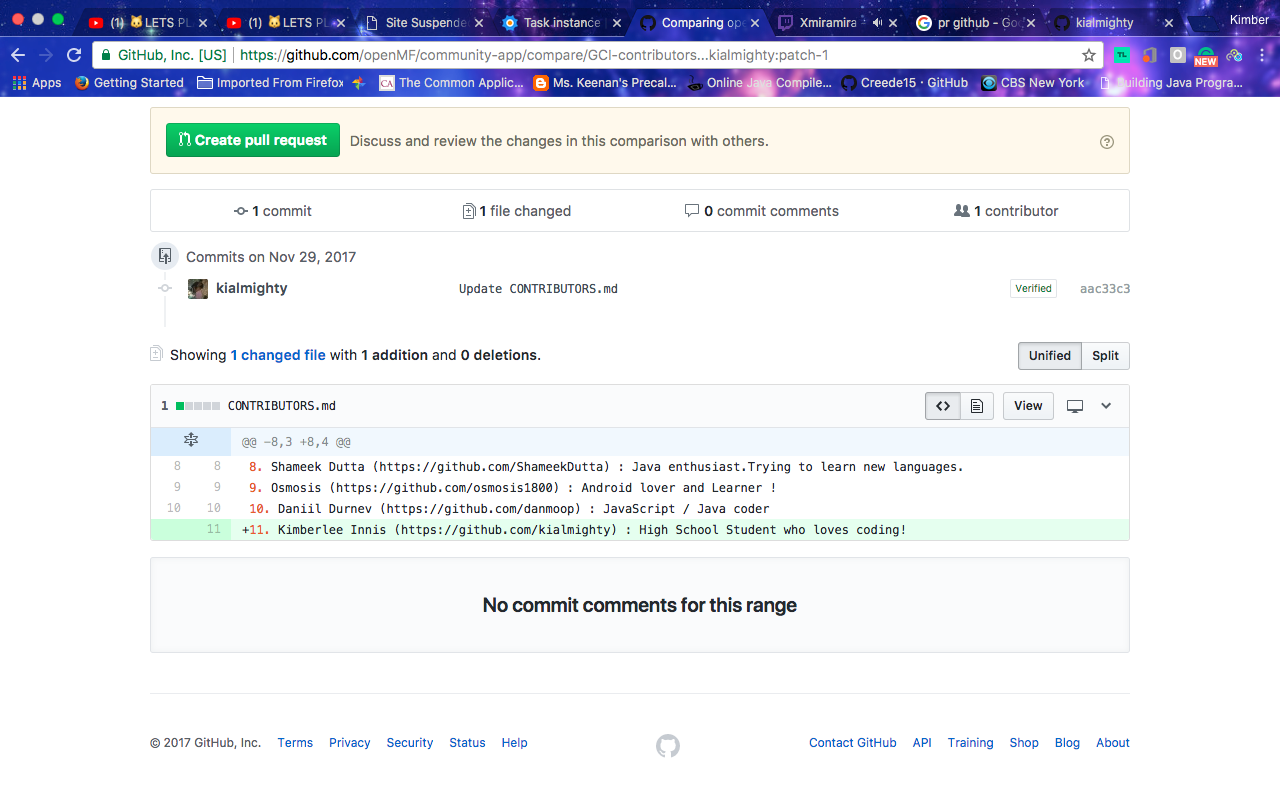 (1) 🐱LETS PL
(1) 🐱LETS PL
Site Suspende
Task instance
Comparing ope
Xmiramira -
pr github - Goo
kialmighty
Kimber
GitHub, Inc. [US] | https://github.com/openMF/community-app/compare/GCI-contributors...kialmighty:patch-1
NEW
Apps Getting Started Imported From Firefox CA The Common Applic... Ms. Keenan's Precal... Online Java Compile... Creede15 · GitHub CBS New York Building Java Progra...
Create pull request Discuss and review the changes in this comparison with others.
1 commit 1 file changed 0 commit comments 1 contributor
Commits on Nov 29, 2017
kialmighty Update CONTRIBUTORS.md Verified aac33c3
Showing 1 changed file with 1 addition and 0 deletions. Unified Split
1 CONTRIBUTORS.md <> View
@@ -8,3 +8,4 @@
8 8 8. Shameek Dutta (https://github.com/ShameekDutta) : Java enthusiast.Trying to learn new languages.
9 9 9. Osmosis (https://github.com/osmosis1800) : Android lover and Learner !
10 10 10. Daniil Durnev (https://github.com/danmoop) : JavaScript / Java coder
11 +11. Kimberlee Innis (https://github.com/kialmighty) : High School Student who loves coding!
No commit comments for this range
© 2017 GitHub, Inc. Terms Privacy Security Status Help Contact GitHub API Training Shop Blog About